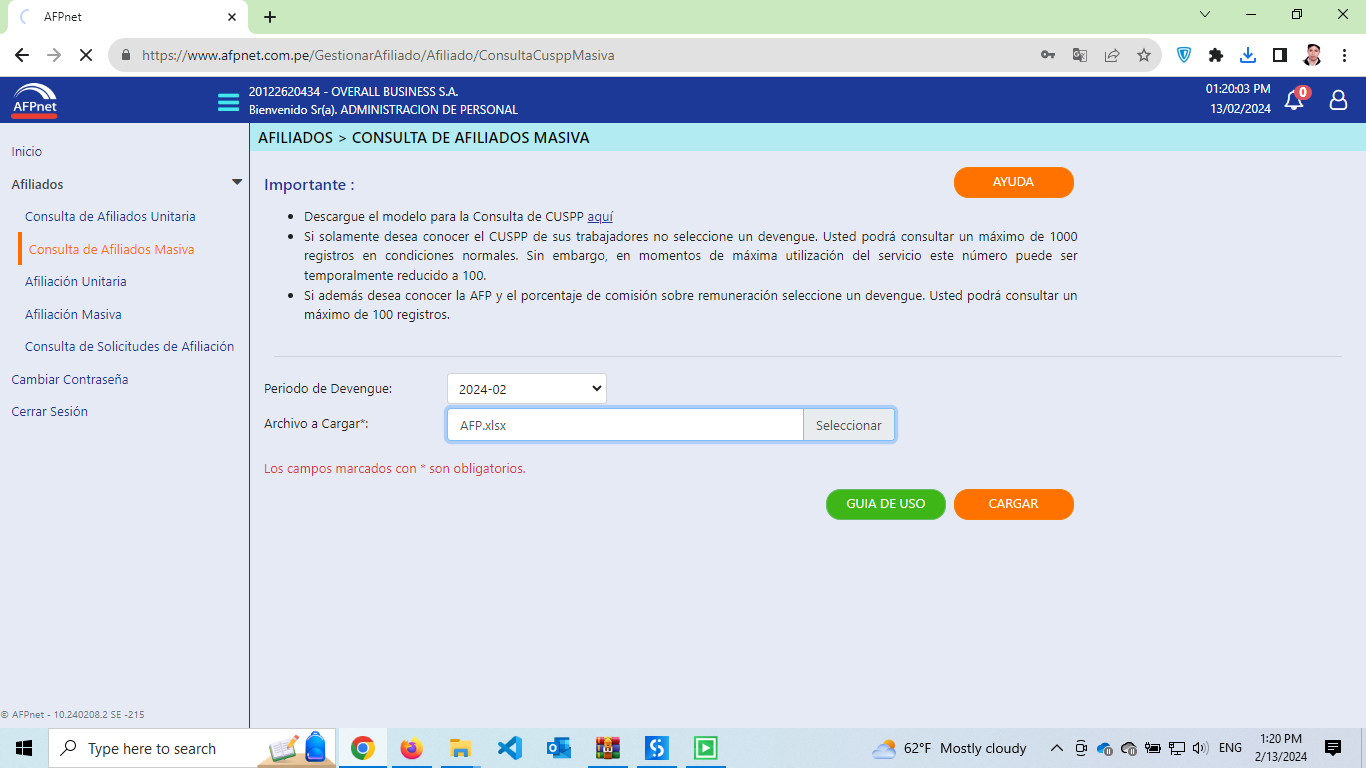 AFPnet
https://www.afpnet.com.pe/GestionarAfiliado/Afiliado/ConsultaCusppMasiva
AFPnet
20122620434 - OVERALL BUSINESS S.A.
Bienvenido Sr(a). ADMINISTRACION DE PERSONAL
01:20:03 PM
13/02/2024
0
Inicio
Afiliados
Consulta de Afiliados Unitaria
Consulta de Afiliados Masiva
Afiliación Unitaria
Afiliación Masiva
Consulta de Solicitudes de Afiliación
Cambiar Contraseña
Cerrar Sesión
© AFPnet - 10.240208.2 SE -215
AFILIADOS > CONSULTA DE AFILIADOS MASIVA
Importante :
AYUDA
Descargue el modelo para la Consulta de CUSPP aquí
Si solamente desea conocer el CUSPP de sus trabajadores no seleccione un devengue. Usted podrá consultar un máximo de 1000
registros en condiciones normales. Sin embargo, en momentos de máxima utilización del servicio este número puede ser
temporalmente reducido a 100.
Si además desea conocer la AFP y el porcentaje de comisión sobre remuneración seleccione un devengue. Usted podrá consultar un
máximo de 100 registros.
Periodo de Devengue:
2024-02
Archivo a Cargar*:
AFP.xlsx
Seleccionar
Los campos marcados con * son obligatorios.
GUIA DE USO
CARGAR
Type here to search
62°F Mostly cloudy
ENG
1:20 PM
2/13/2024